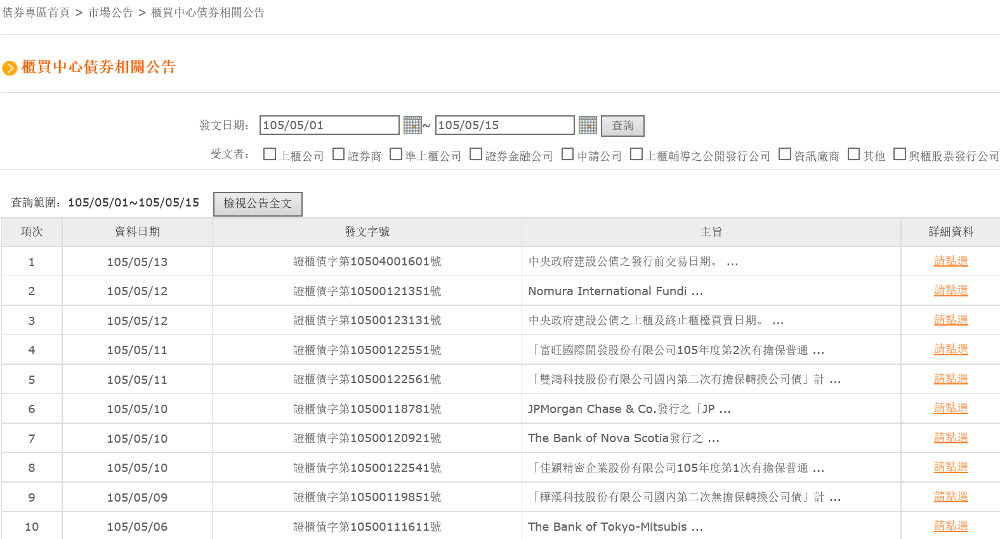 債券專區首頁 > 市場公告 > 櫃買中心債券相關公告
櫃買中心債券相關公告
發文日期： 105/05/01 ~ 105/05/15 查詢
受文者： 上櫃公司 證券商 準上櫃公司 證券金融公司 申請公司 上櫃輔導之公開發行公司 資訊廠商 其他 興櫃股票發行公司
查詢範圍： 105/05/01~105/05/15 檢視公告全文
項次 資料日期 發文字號 主旨 詳細資料
1 105/05/13 證櫃債字第10504001601號 中央政府建設公債之發行前交易日期。 ... 請點選
2 105/05/12 證櫃債字第10500121351號 Nomura International Fundi ... 請點選
3 105/05/12 證櫃債字第10500123131號 中央政府建設公債之上櫃及終止櫃檯買賣日期。 ... 請點選
4 105/05/11 證櫃債字第10500122551號 「富旺國際開發股份有限公司105年度第2次有擔保普通 ... 請點選
5 105/05/11 證櫃債字第10500122561號 「雙鴻科技股份有限公司國內第二次有擔保轉換公司債」計 ... 請點選
6 105/05/10 證櫃債字第10500118781號 JPMorgan Chase & Co.發行之「JP ... 請點選
7 105/05/10 證櫃債字第10500120921號 The Bank of Nova Scotia發行之 ... 請點選
8 105/05/10 證櫃債字第10500122541號 「佳穎精密企業股份有限公司105年度第1次有擔保普通 ... 請點選
9 105/05/09 證櫃債字第10500119851號 「樺漢科技股份有限公司國內第二次無擔保轉換公司債」計 ... 請點選
10 105/05/06 證櫃債字第10500111611號 The Bank of Tokyo-Mitsubis ... 請點選